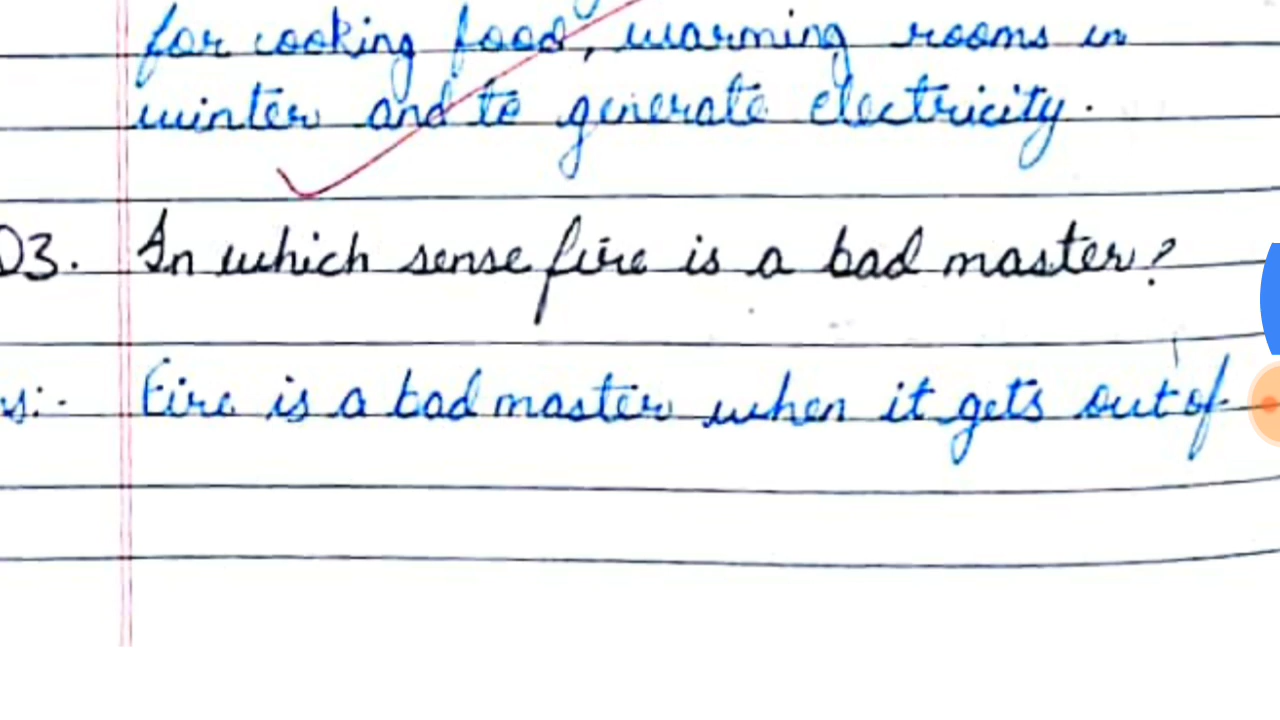 for cooking food, warming rooms in
winter and to generate electricity.
Q3. In which sense fire is a bad master?
Ans:- Fire is a bad master when it gets out of